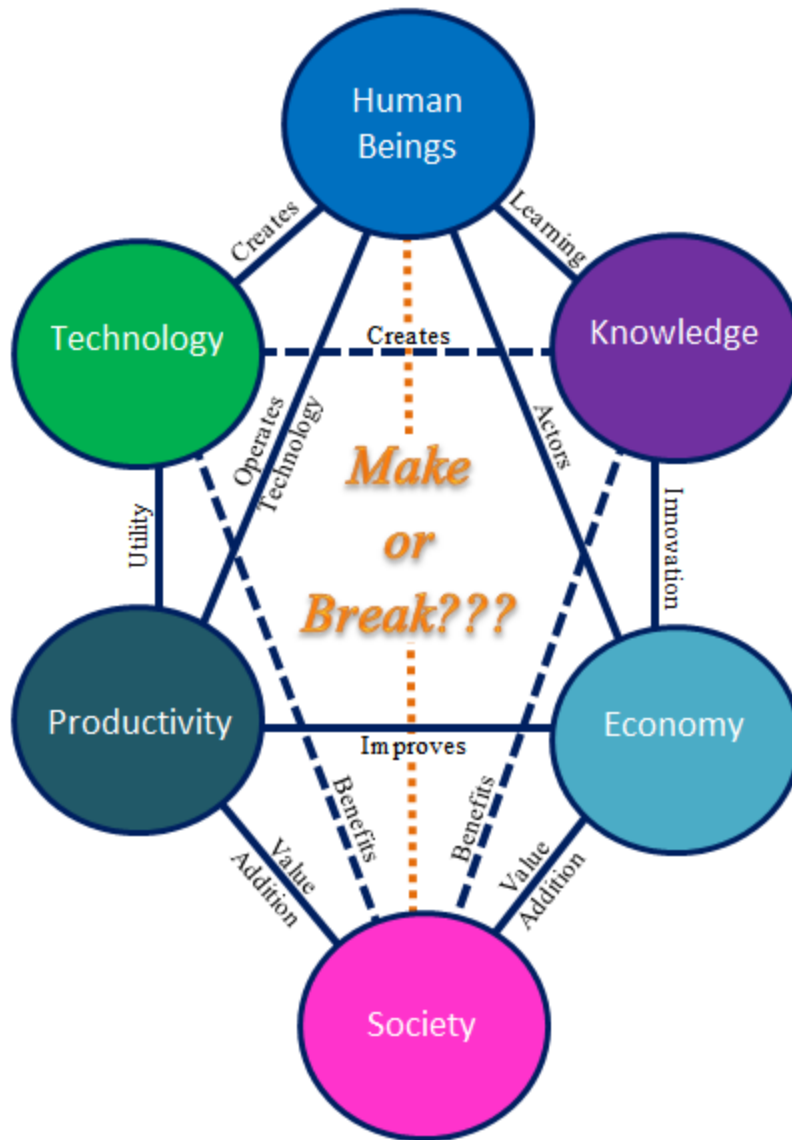 Human
Beings
Creates
Learning
Technology
Creates
Knowledge
Operates
Technology
Actors
Make
or
Break???
Utility
Innovation
Productivity
Improves
Economy
Benefits
Benefits
Value
Addition
Value
Addition
Society